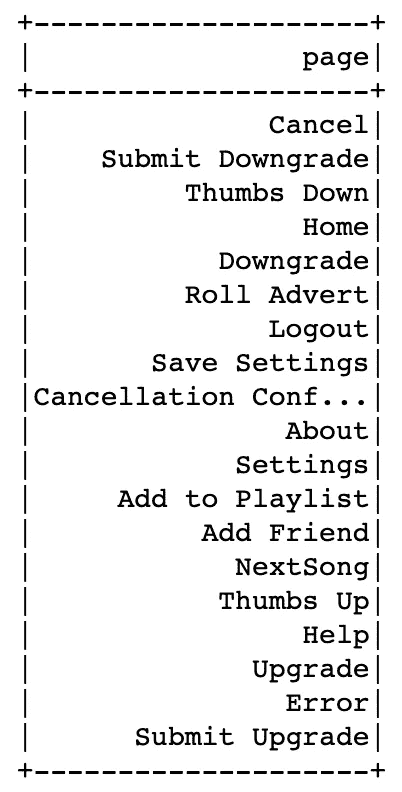 +--------------------+
|                page|
+--------------------+
|              Cancel|
|    Submit Downgrade|
|         Thumbs Down|
|                Home|
|           Downgrade|
|         Roll Advert|
|              Logout|
|       Save Settings|
|Cancellation Conf...|
|               About|
|            Settings|
|     Add to Playlist|
|          Add Friend|
|            NextSong|
|           Thumbs Up|
|                Help|
|             Upgrade|
|               Error|
|      Submit Upgrade|
+--------------------+